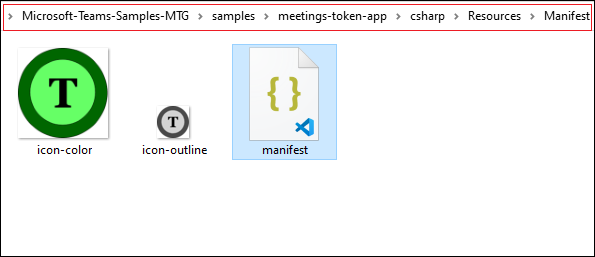 > Microsoft-Teams-Samples-MTG > samples > meetings-token-app > csharp > Resources > Manifest
T
T
{ }
icon-color
icon-outline
manifest